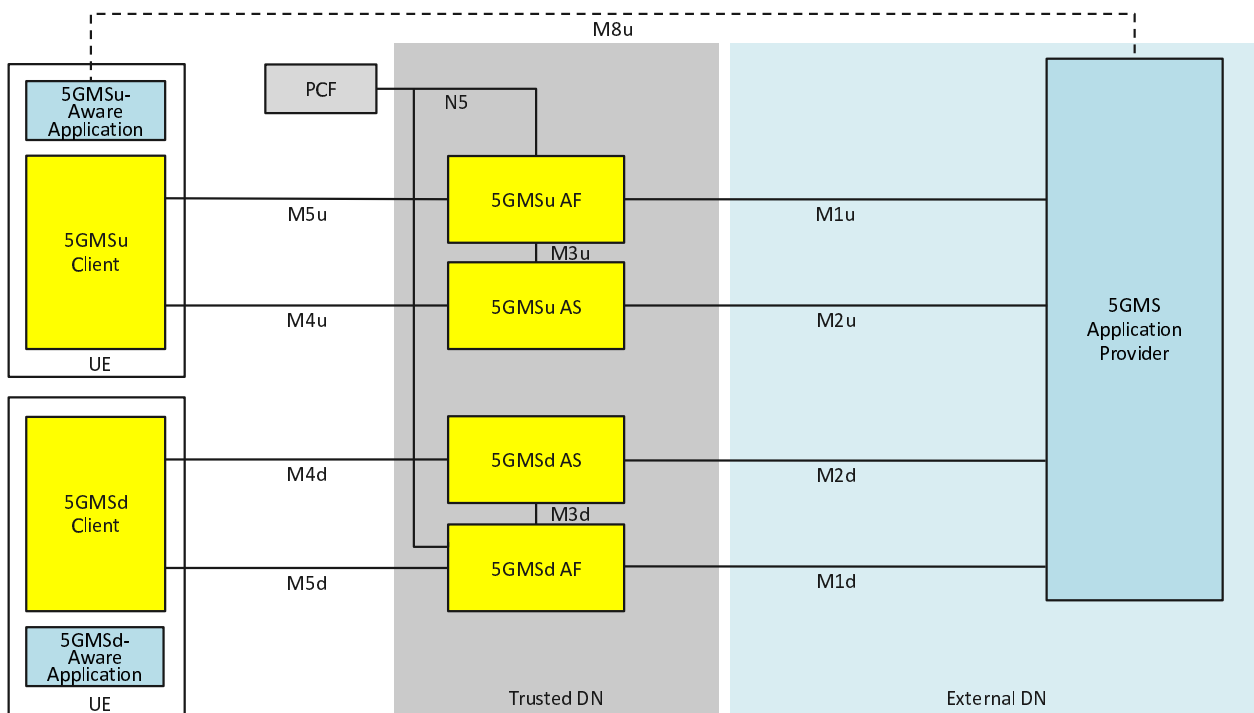 M8u
5GMSu-
Aware
Application
PCF
N5
5GMSu
Client
UE
M5u
5GMSu AF
M1u
M3u
M4u
5GMSu AS
M2u
5GMS
Application
Provider
5GMSd
Client
M4d
5GMSd AS
M2d
M3d
M5d
5GMSd AF
M1d
5GMSd-
Aware
Application
UE
Trusted DN
External DN